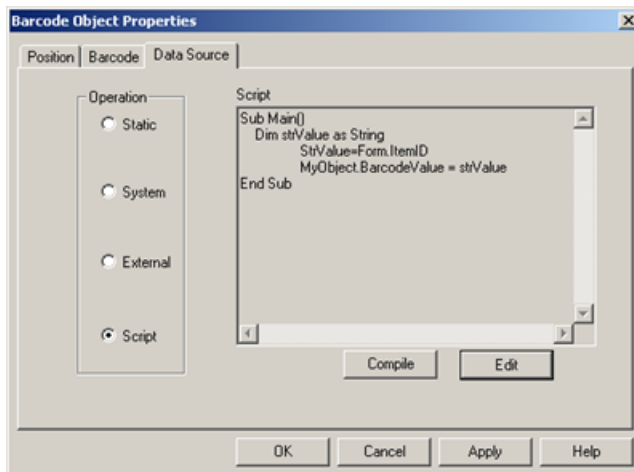 Barcode Object Properties
Position Barcode Data Source
Operation
Static
System
External
Script
Script
Sub Main()
Dim strValue as String
StrValue=Form.ItemID
MyObject.BarcodeValue = strValue
End Sub
Compile Edit
OK Cancel Apply Help